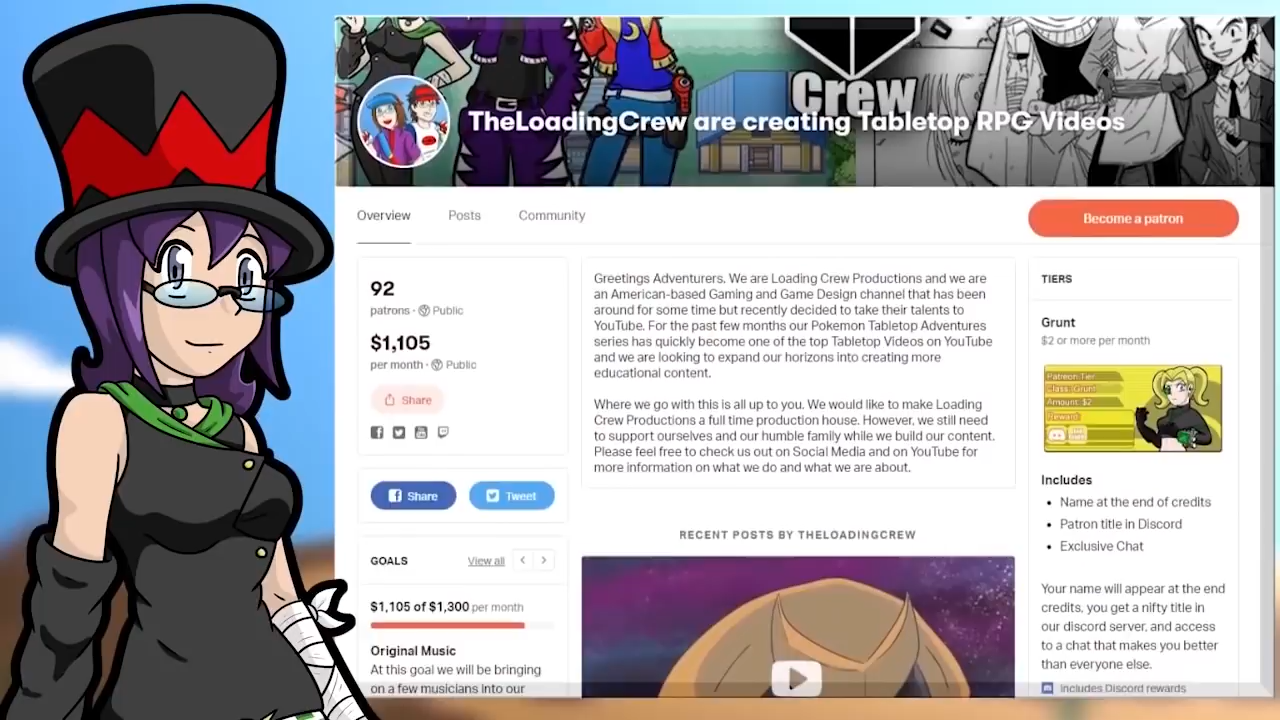 Crew
TheLoadingCrew are creating Tabletop RPG Videos
Overview
Posts
Community
Become a patron
92
patrons · Public
$1,105
per month · Public
Share
Share
Tweet
GOALS
View all
$1,105 of $1,300 per month
Original Music
At this goal we will be bringing
on a few musicians into our
Greetings Adventurers. We are Loading Crew Productions and we are
an American-based Gaming and Game Design channel that has been
around for some time but recently decided to take their talents to
YouTube. For the past few months our Pokemon Tabletop Adventures
series has quickly become one of the top Tabletop Videos on YouTube
and we are looking to expand our horizons into creating more
educational content.
Where we go with this is all up to you. We would like to make Loading
Crew Productions a full time production house. However, we still need
to support ourselves and our humble family while we build our content.
Please feel free to check us out on Social Media and on YouTube for
more information on what we do and what we are about.
RECENT POSTS BY THELOADINGCREW
TIERS
Grunt
$2 or more per month
Patreon Tier
Class: Grunt
Amount: $2
Reward:
Includes
• Name at the end of credits
• Patron title in Discord
• Exclusive Chat
Your name will appear at the end
credits, you get a nifty title in
our discord server, and access
to a chat that makes you better
than everyone else.
Includes Discord rewards